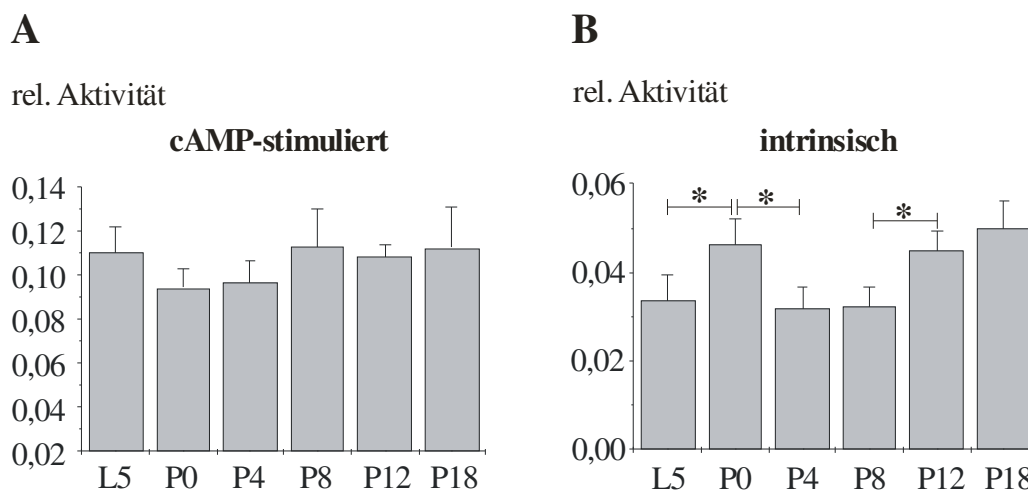 A
rel. Aktivität
cAMP-stimuliert
0,14
0,12
0,10
0,08
0,06
0,04
0,02
L5 P0 P4 P8 P12 P18
B
rel. Aktivität
intrinsisch
0,06
0,04
0,02
0,00
* * *
L5 P0 P4 P8 P12 P18